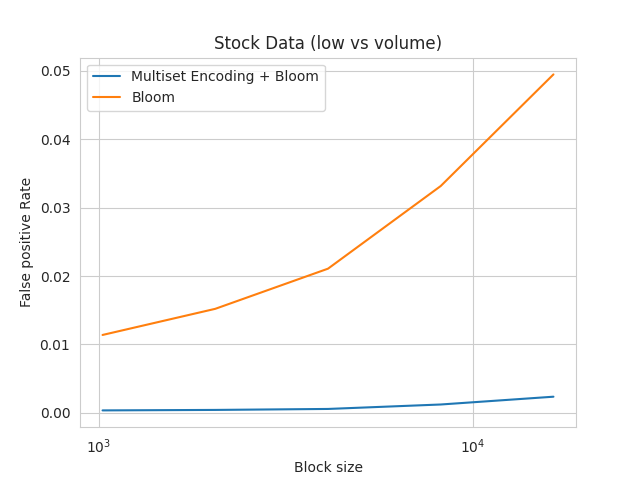 Stock Data (low vs volume)
Multiset Encoding + Bloom
Bloom
False positive Rate
0.05
0.04
0.03
0.02
0.01
0.00
10³
10⁴
Block size